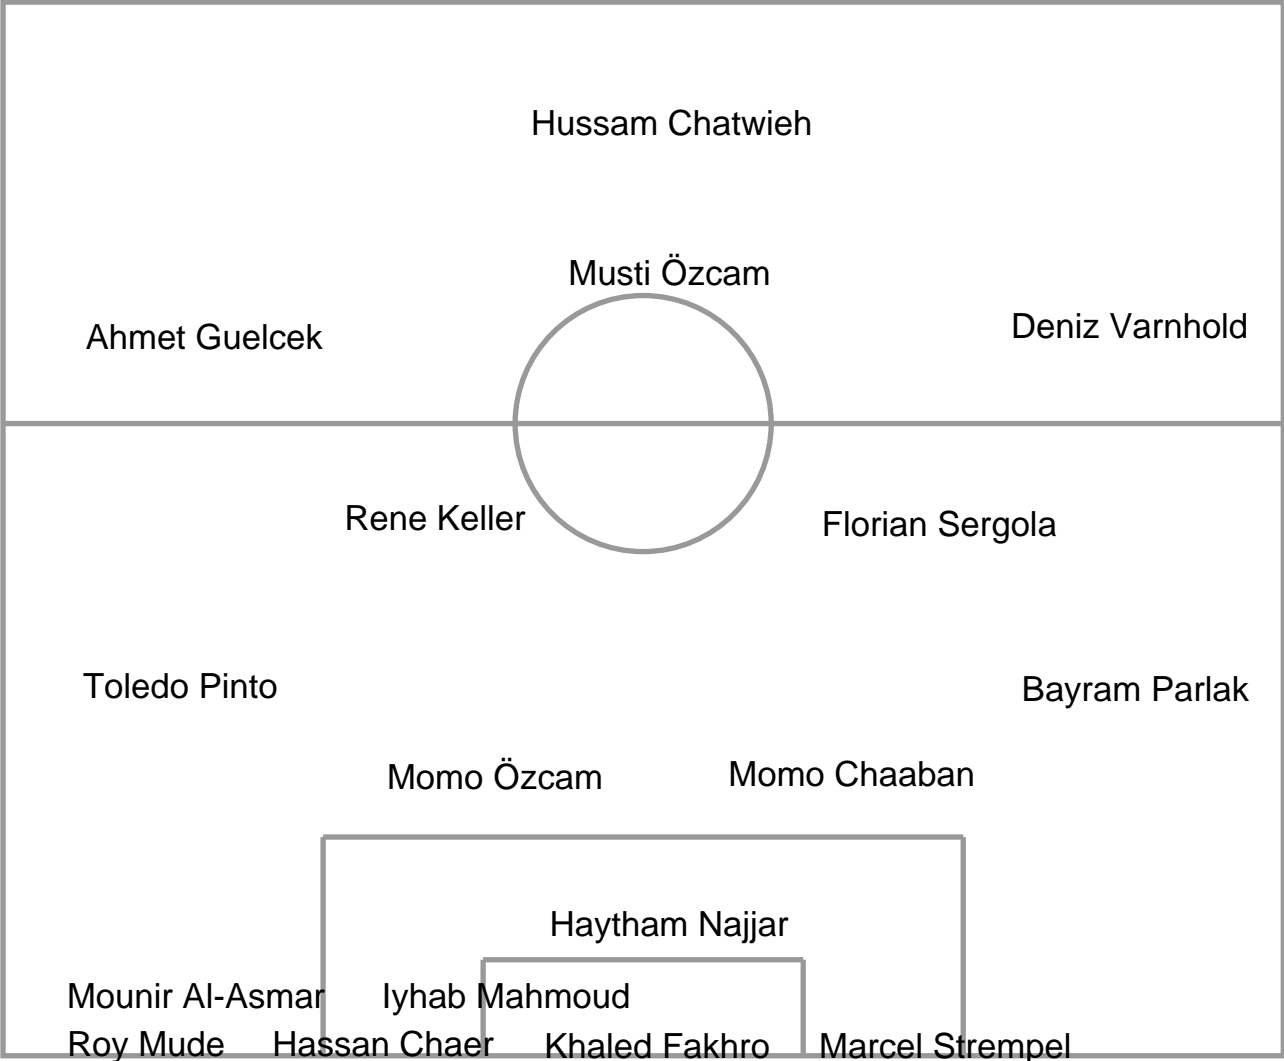 Hussam Chatwieh
Musti Özcam
Ahmet Guelcek
Deniz Varnhold
Rene Keller
Florian Sergola
Toledo Pinto
Bayram Parlak
Momo Özcam
Momo Chaaban
Haytham Najjar
Mounir Al-Asmar Iyhab Mahmoud
Roy Mude Hassan Chaer Khaled Fakhro Marcel Strempel